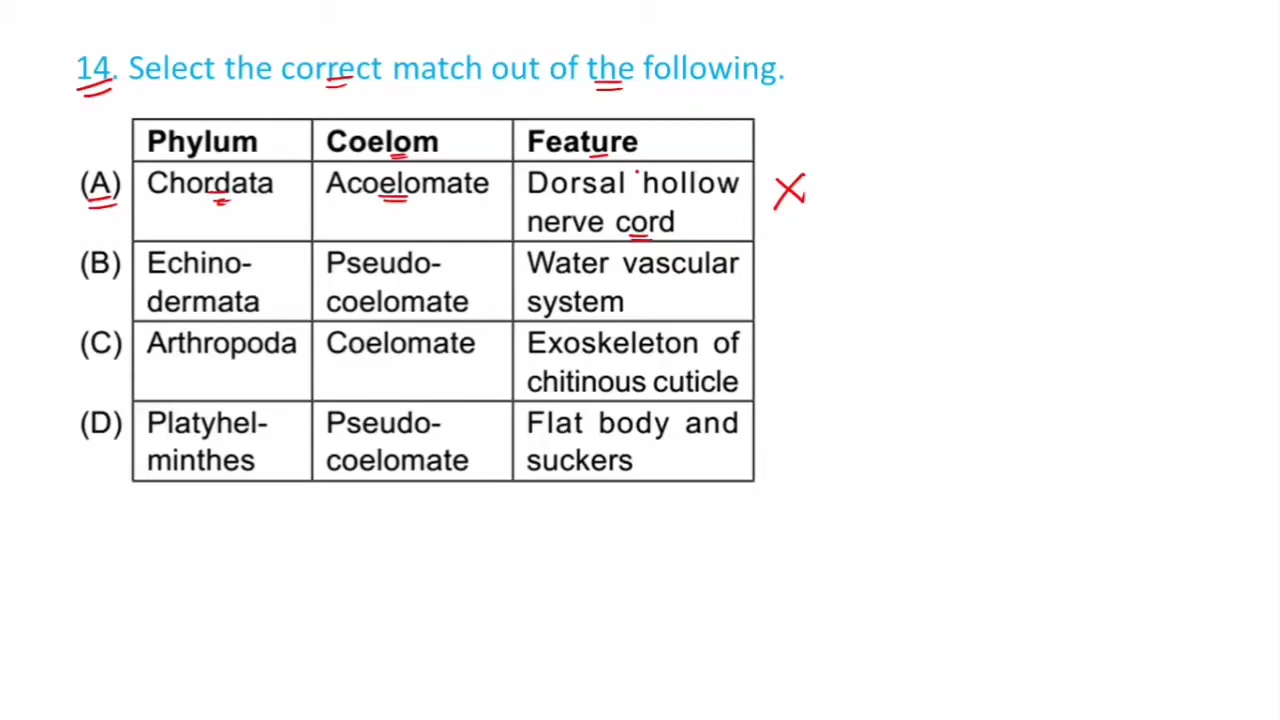 14. Select the correct match out of the following.
Phylum Coelom Feature
(A) Chordata Acoelomate Dorsal hollow
nerve cord
(B) Echino- Pseudo- Water vascular
dermata coelomate system
(C) Arthropoda Coelomate Exoskeleton of
chitinous cuticle
(D) Platyhel- Pseudo- Flat body and
minthes coelomate suckers